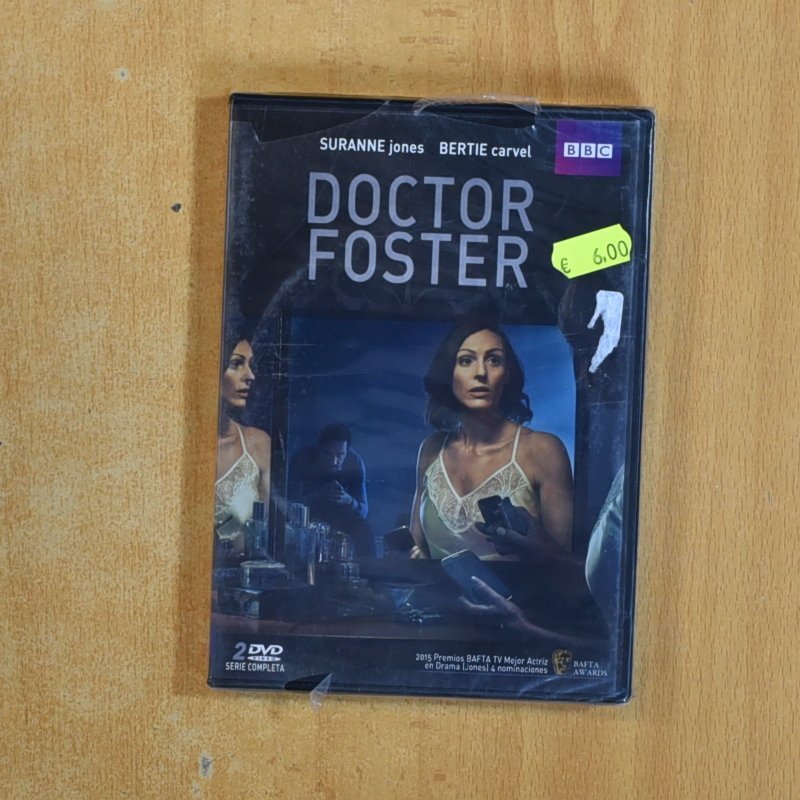 SURANNE jones BERTIE carvel
BBC
DOCTOR
FOSTER
€ 6,00
2 DVD
VIDEO
SERIE COMPLETA
2015 Premios BAFTA TV Mejor Actriz
en Drama (Jones) 4 nominaciones
BAFTA
AWARDS